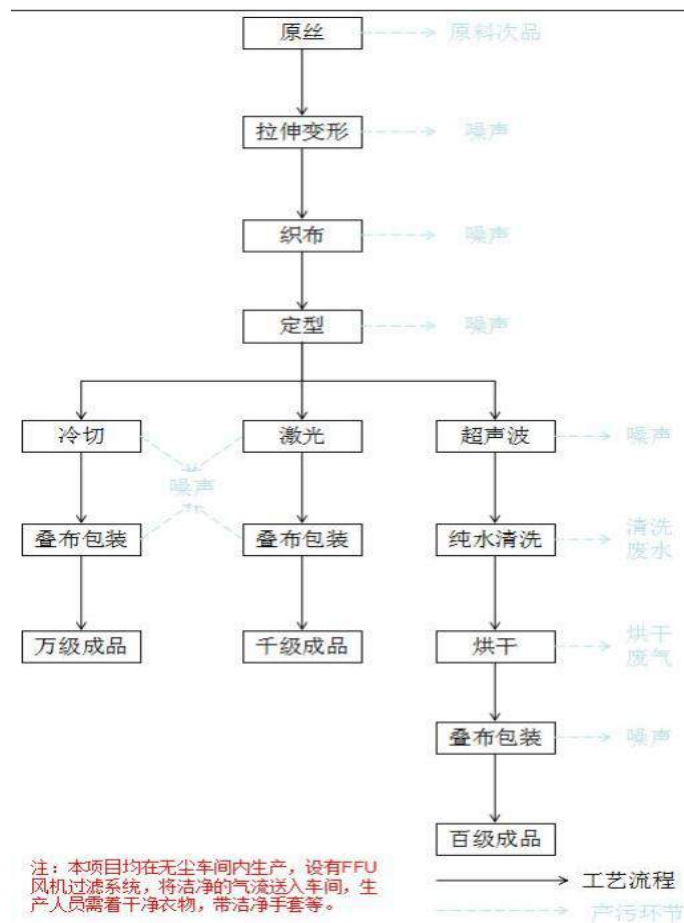 原丝
原料次品
拉伸变形
噪声
织布
噪声
定型
噪声
冷切
激光
超声波
噪声
噪声
叠布包装
叠布包装
纯水清洗
清洗
废水
万级成品
千级成品
烘干
烘干
废气
叠布包装
噪声
百级成品
注：本项目均在无尘车间内生产，设有FFU
风机过滤系统，将洁净的气流送入车间，生
产人员需着干净衣物，带洁净手套等。
工艺流程
产污环节